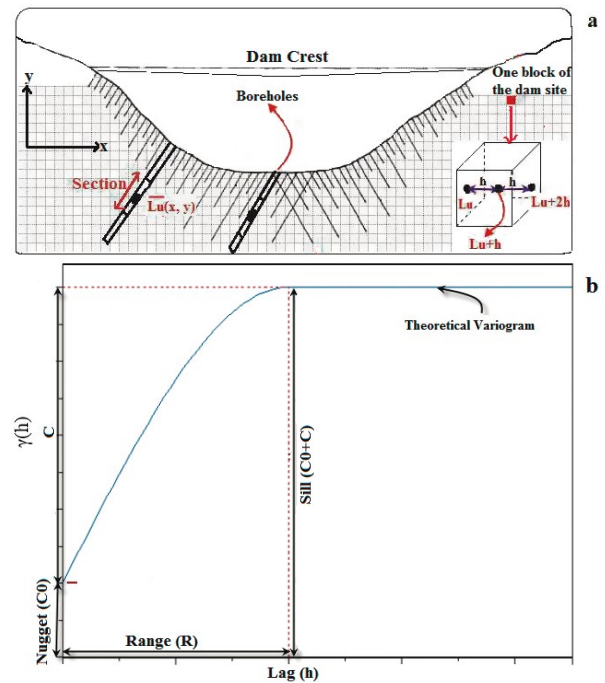 a
Dam Crest
One block of
the dam site
y
Boreholes
x
Section
Lu(x, y)
h h
Lu Lu+2h
Lu+h
b
Theoretical Variogram
γ(h)
C
Sill (C0+C)
Nugget (C0)
Range (R)
Lag (h)